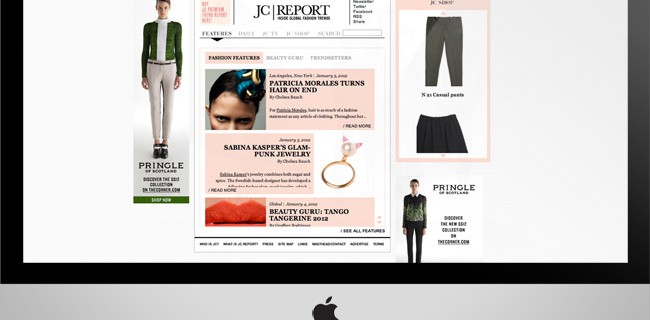 BUY
JC PREMIUM
TREND REPORT
HERE!
JC REPORT
INSIDE GLOBAL FASHION TRENDS
Newsletter
Twitter
Facebook
RSS
Share
FEATURES DAILY JC TV JC SHOP SEARCH
FASHION FEATURES BEAUTY GURU TRENDSETTERS
Los Angeles, New York | January 5, 2012
PATRICIA MORALES TURNS
HAIR ON END
By Chelsea Rauch
For Patricia Morales, hair is as much of a fashion
statement as any article of clothing. Throughout her ..
/ READ MORE
January 5, 2012
SABINA KASPER'S GLAM-
PUNK JEWELRY
By Chelsea Rauch
Sabina Kasper's jewelry combines both sugar and
spice. The Swedish-based designer has developed a
/ READ MORE
Global | January 4, 2012
BEAUTY GURU: TANGO
TANGERINE 2012
/ SEE ALL FEATURES
WHO IS JC? WHAT IS JC REPORT? PRESS SITE MAP LINKS MASTHEAD/CONTACT ADVERTISE TERMS
PRINGLE
OF SCOTLAND
DISCOVER
THE NEW SS12
COLLECTION
ON
THECORNER.COM
SHOP NOW
JC SHOP
N 21 Casual pants
PRINGLE
OF SCOTLAND
DISCOVER
THE NEW SS12
COLLECTION
ON
THECORNER.COM